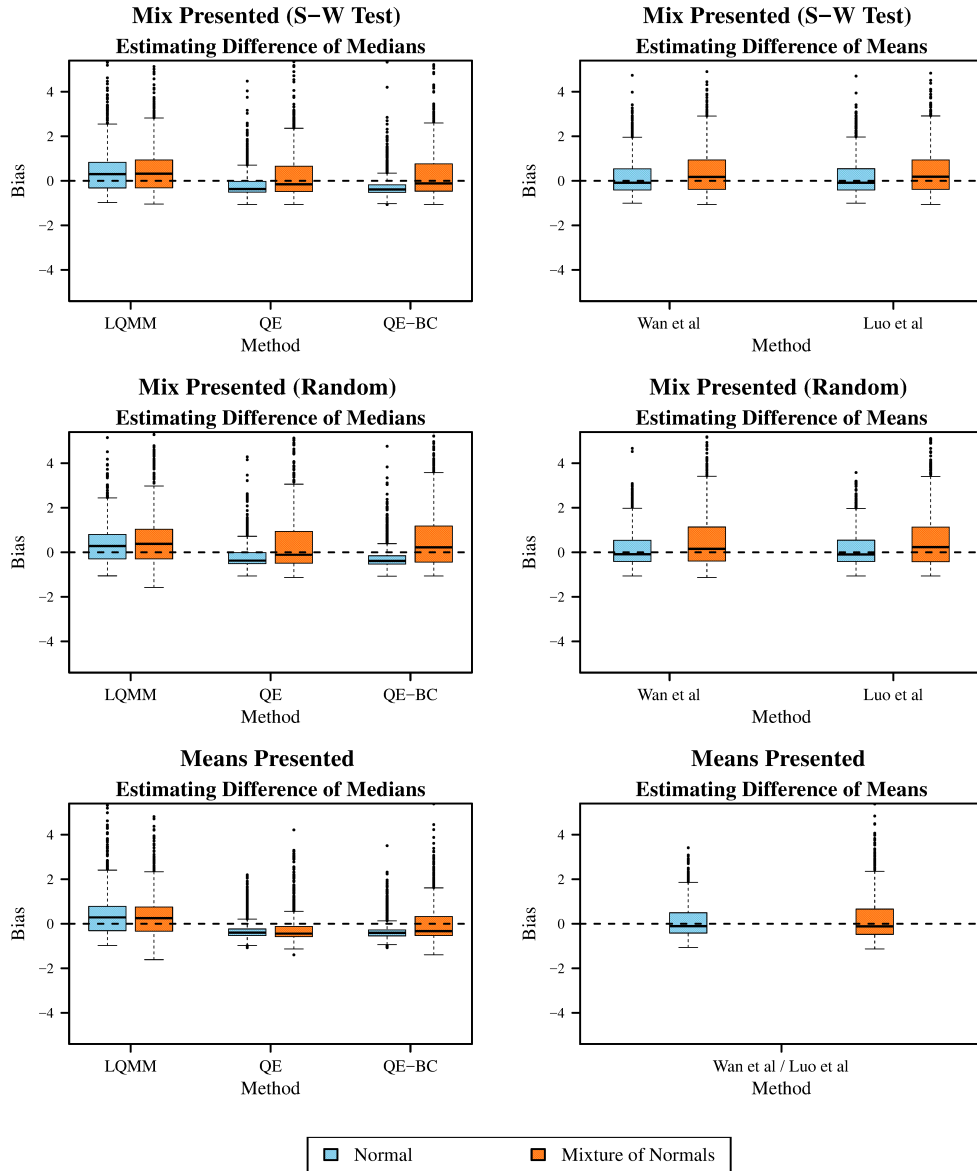 Mix Presented (S−W Test)
Estimating Difference of Medians
Bias
4
2
0
−2
−4
LQMM
QE
QE−BC
Method
Mix Presented (S−W Test)
Estimating Difference of Means
Bias
4
2
0
−2
−4
Wan et al
Luo et al
Method
Mix Presented (Random)
Estimating Difference of Medians
Bias
4
2
0
−2
−4
LQMM
QE
QE−BC
Method
Mix Presented (Random)
Estimating Difference of Means
Bias
4
2
0
−2
−4
Wan et al
Luo et al
Method
Means Presented
Estimating Difference of Medians
Bias
4
2
0
−2
−4
LQMM
QE
QE−BC
Method
Means Presented
Estimating Difference of Means
Bias
4
2
0
−2
−4
Wan et al / Luo et al
Method
Normal
Mixture of Normals